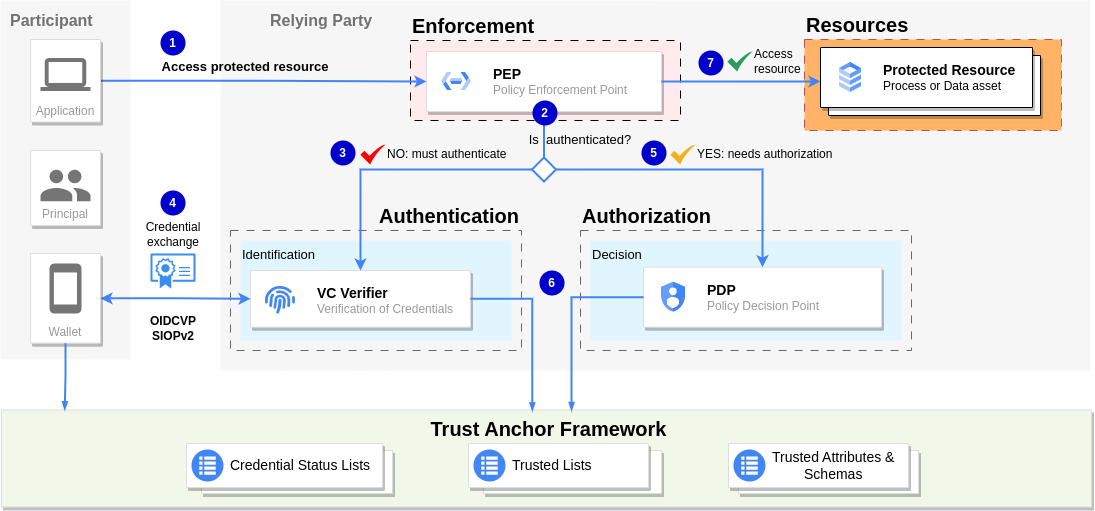 Participant
Relying Party
Enforcement
Resources
1
Access protected resource
PEP
Policy Enforcement Point
7
Access
resource
Protected Resource
Process or Data asset
Application
2
Is authenticated?
3
NO: must authenticate
5
YES: needs authorization
Principal
4
Credential
exchange
Authentication
Authorization
Identification
Decision
VC Verifier
Verification of Credentials
6
PDP
Policy Decision Point
Wallet
OIDCVP
SIOPv2
Trust Anchor Framework
Credential Status Lists
Trusted Lists
Trusted Attributes &
Schemas